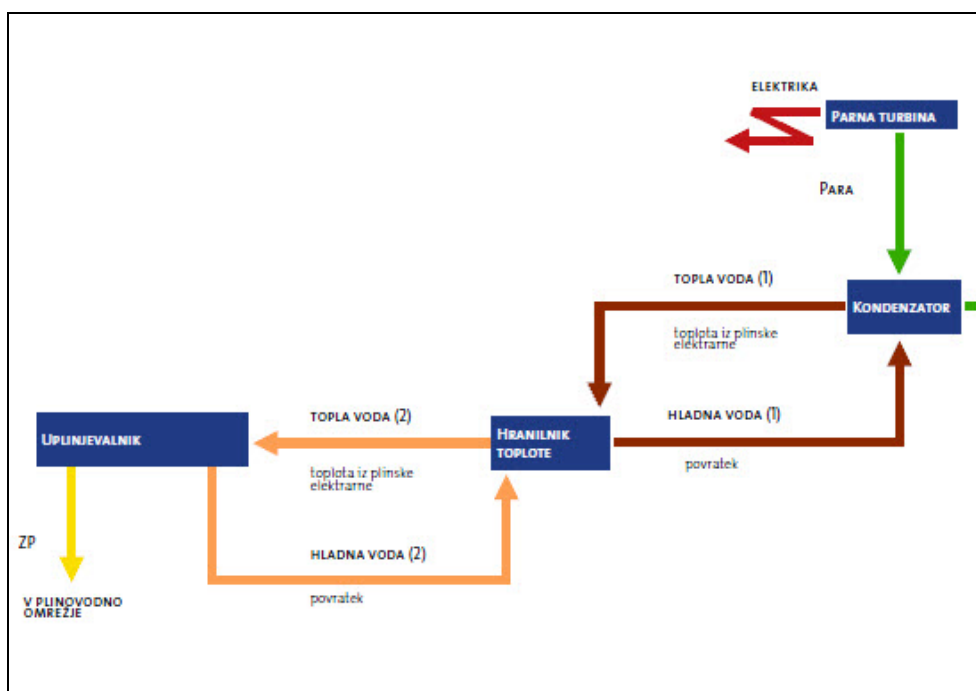 ELEKTRIKA
PARNA TURBINA
PARA
TOPLA VODA (1)
KONDENZATOR
toplota iz plinske
elektrarne
TOPLA VODA (2)
HLADNA VODA (1)
UPLINJEVALNIK
HRANILNIK
TOPLOTE
toplota iz plinske
elektrarne
povratek
ZP
HLADNA VODA (2)
povratek
V PLINOVODNO
OMREŽJE